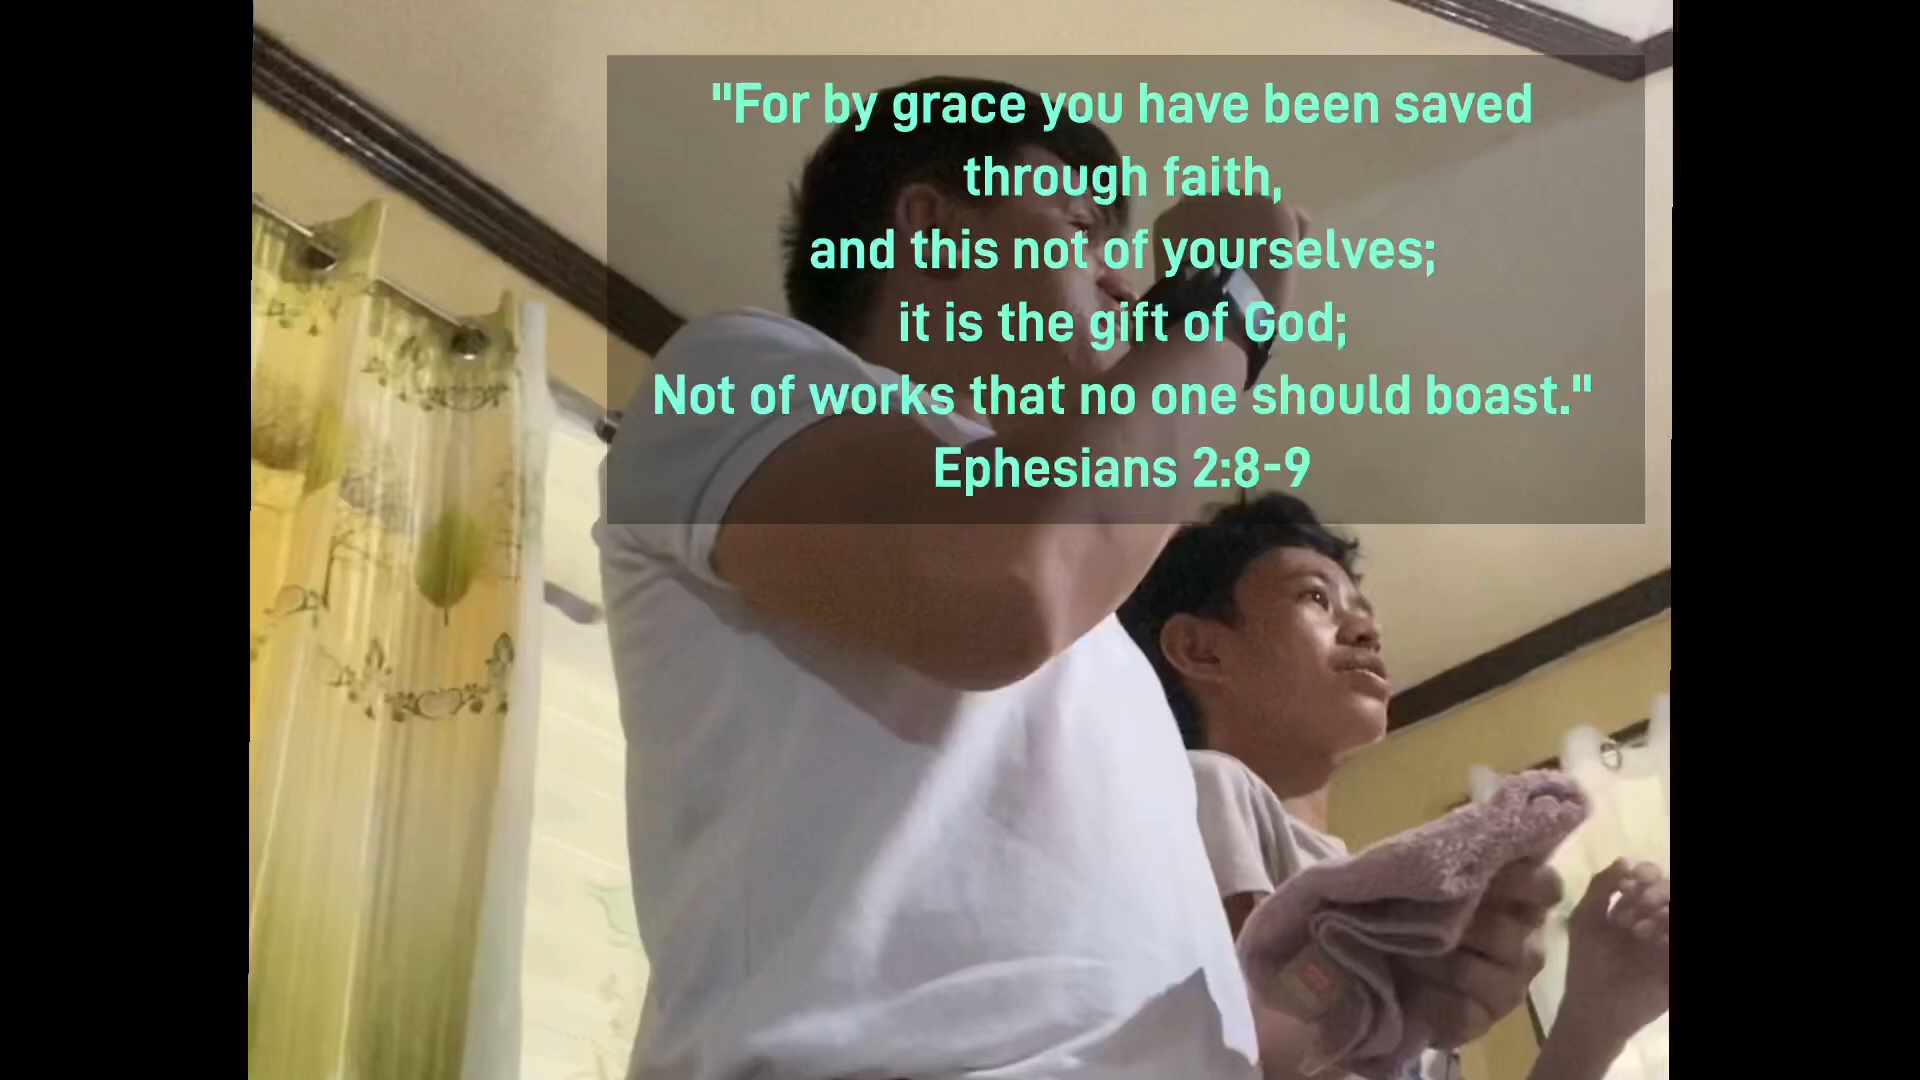 "For by grace you have been saved
through faith,
and this not of yourselves;
it is the gift of God;
Not of works that no one should boast."
Ephesians 2:8-9